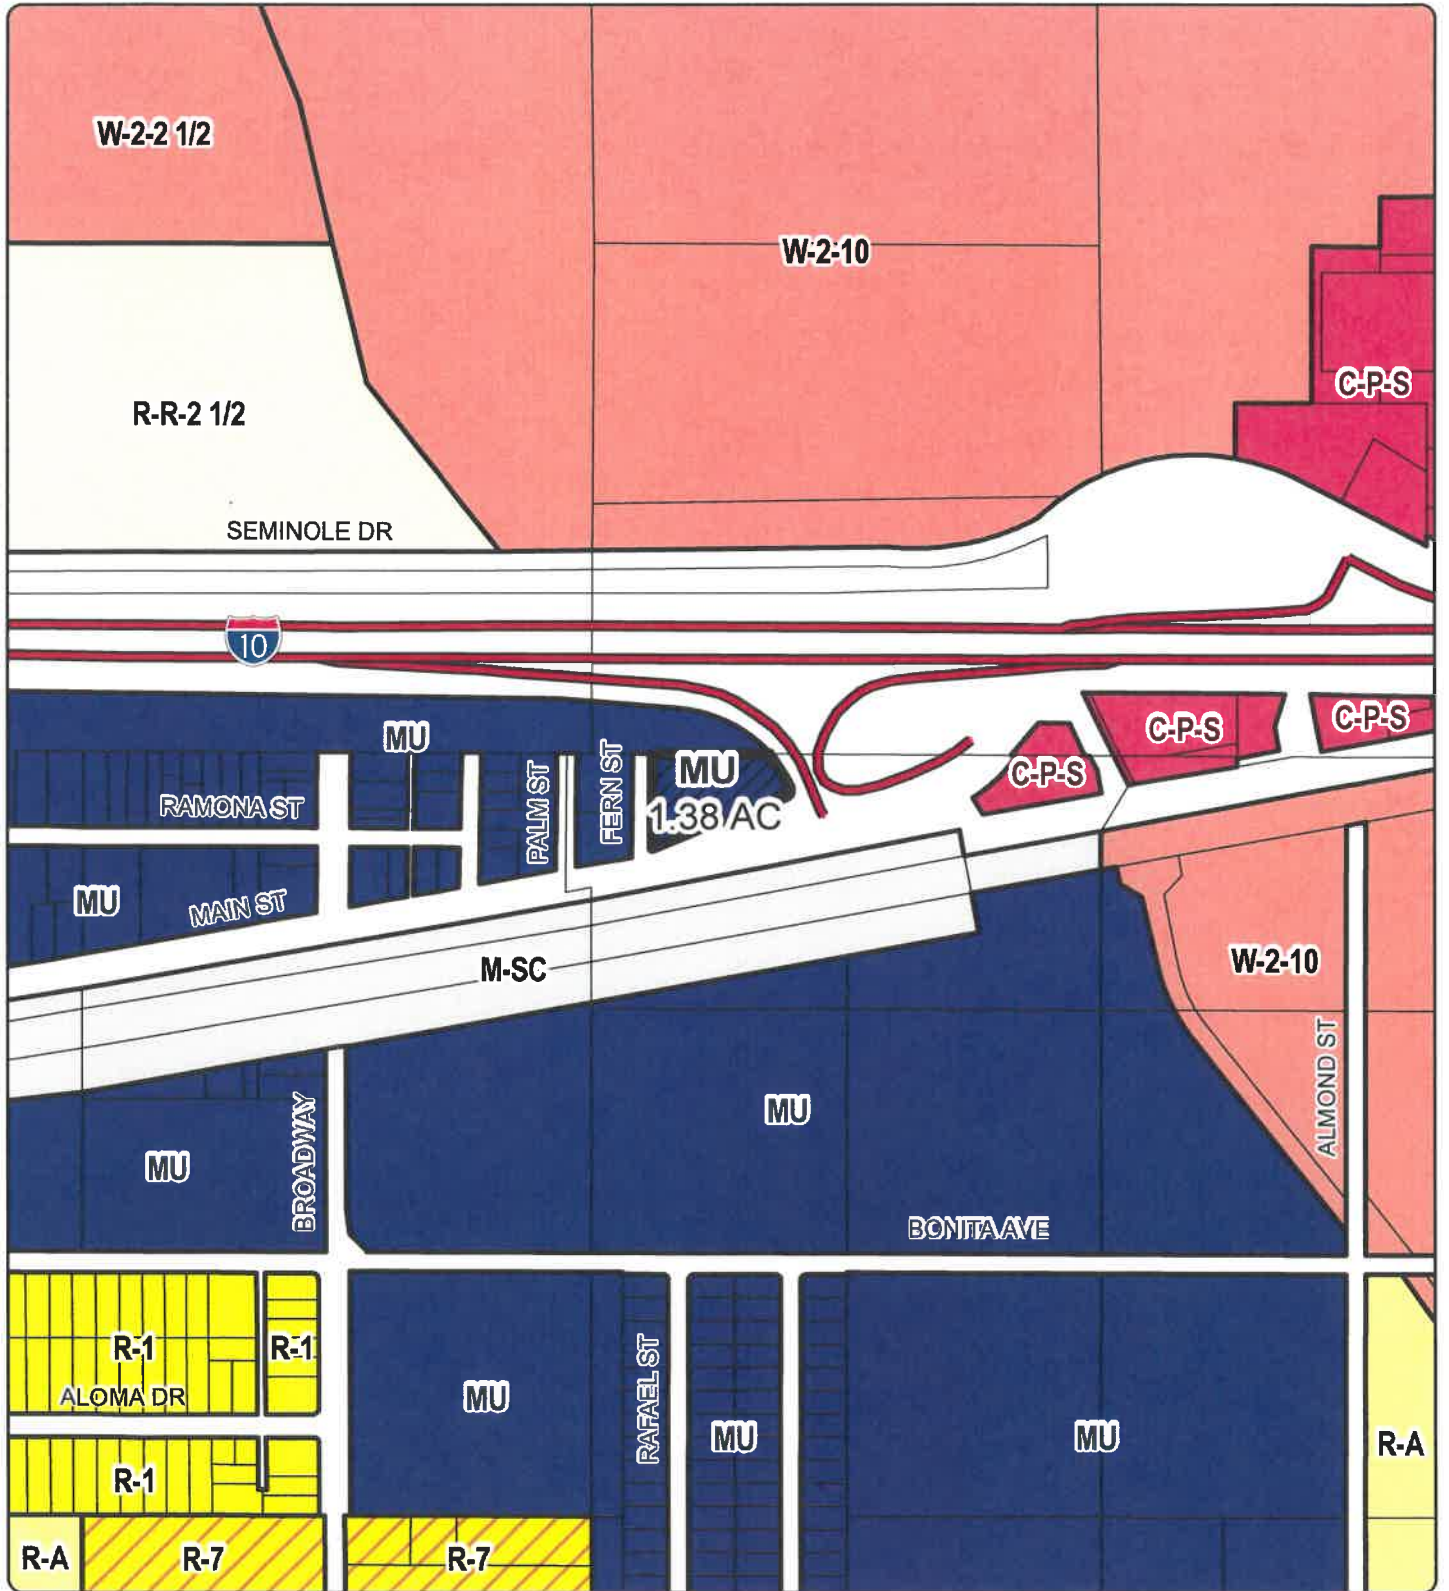 W-2-2 1/2
W-2-10
C-P-S
R-R-2 1/2
SEMINOLE DR
10
MU
C-P-S
C-P-S
C-P-S
MU
1.38 AC
RAMONA ST
PALM ST
FERN ST
MU
MAIN ST
M-SC
W-2-10
ALMOND ST
MU
MU
BROADWAY
BONITA AVE
R-1
R-1
ALOMA DR
MU
RAFAEL ST
MU
MU
R-A
R-1
R-A
R-7
R-7